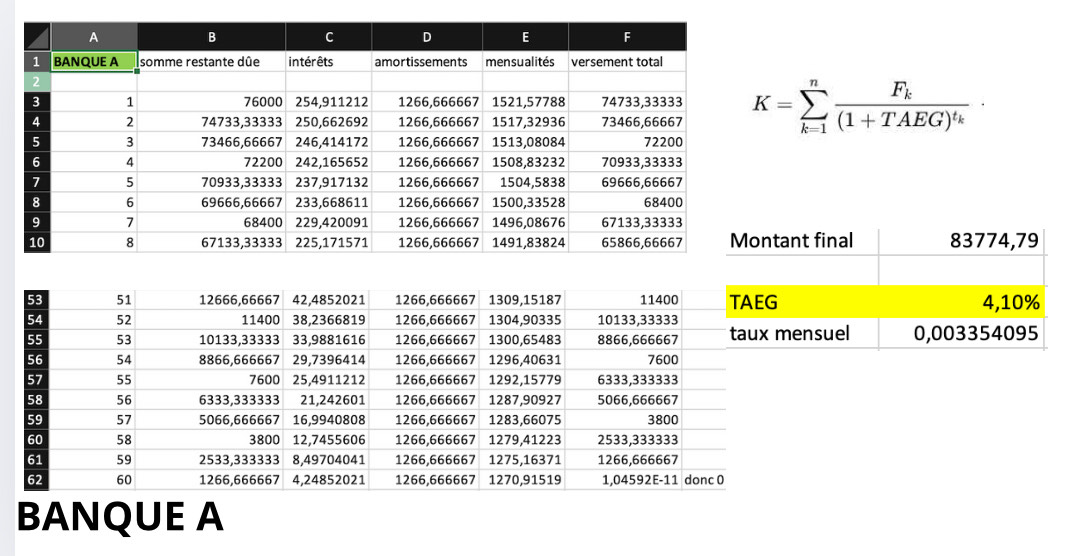 A B C D E F
1 BANQUE A somme restante dûe intérêts amortissements mensualités versement total
2
3 1 76000 254,911212 1266,666667 1521,57788 74733,33333
4 2 74733,33333 250,662692 1266,666667 1517,32936 73466,66667
5 3 73466,66667 246,414172 1266,666667 1513,08084 72200
6 4 72200 242,165652 1266,666667 1508,83232 70933,33333
7 5 70933,33333 237,917132 1266,666667 1504,5838 69666,66667
8 6 69666,66667 233,668611 1266,666667 1500,33528 68400
9 7 68400 229,420091 1266,666667 1496,08676 67133,33333
10 8 67133,33333 225,171571 1266,666667 1491,83824 65866,66667
K = n ∑ k=1 Fk / (1 + TAEG)^tk .
Montant final 83774,79
TAEG 4,10%
taux mensuel 0,003354095
53 51 12666,66667 42,4852021 1266,666667 1309,15187 11400
54 52 11400 38,2366819 1266,666667 1304,90335 10133,33333
55 53 10133,33333 33,9881616 1266,666667 1300,65483 8866,666667
56 54 8866,666667 29,7396414 1266,666667 1296,40631 7600
57 55 7600 25,4911212 1266,666667 1292,15779 6333,333333
58 56 6333,333333 21,242601 1266,666667 1287,90927 5066,666667
59 57 5066,666667 16,9940808 1266,666667 1283,66075 3800
60 58 3800 12,7455606 1266,666667 1279,41223 2533,333333
61 59 2533,333333 8,49704041 1266,666667 1275,16371 1266,666667
62 60 1266,666667 4,24852021 1266,666667 1270,91519 1,04592E-11 donc 0
BANQUE A